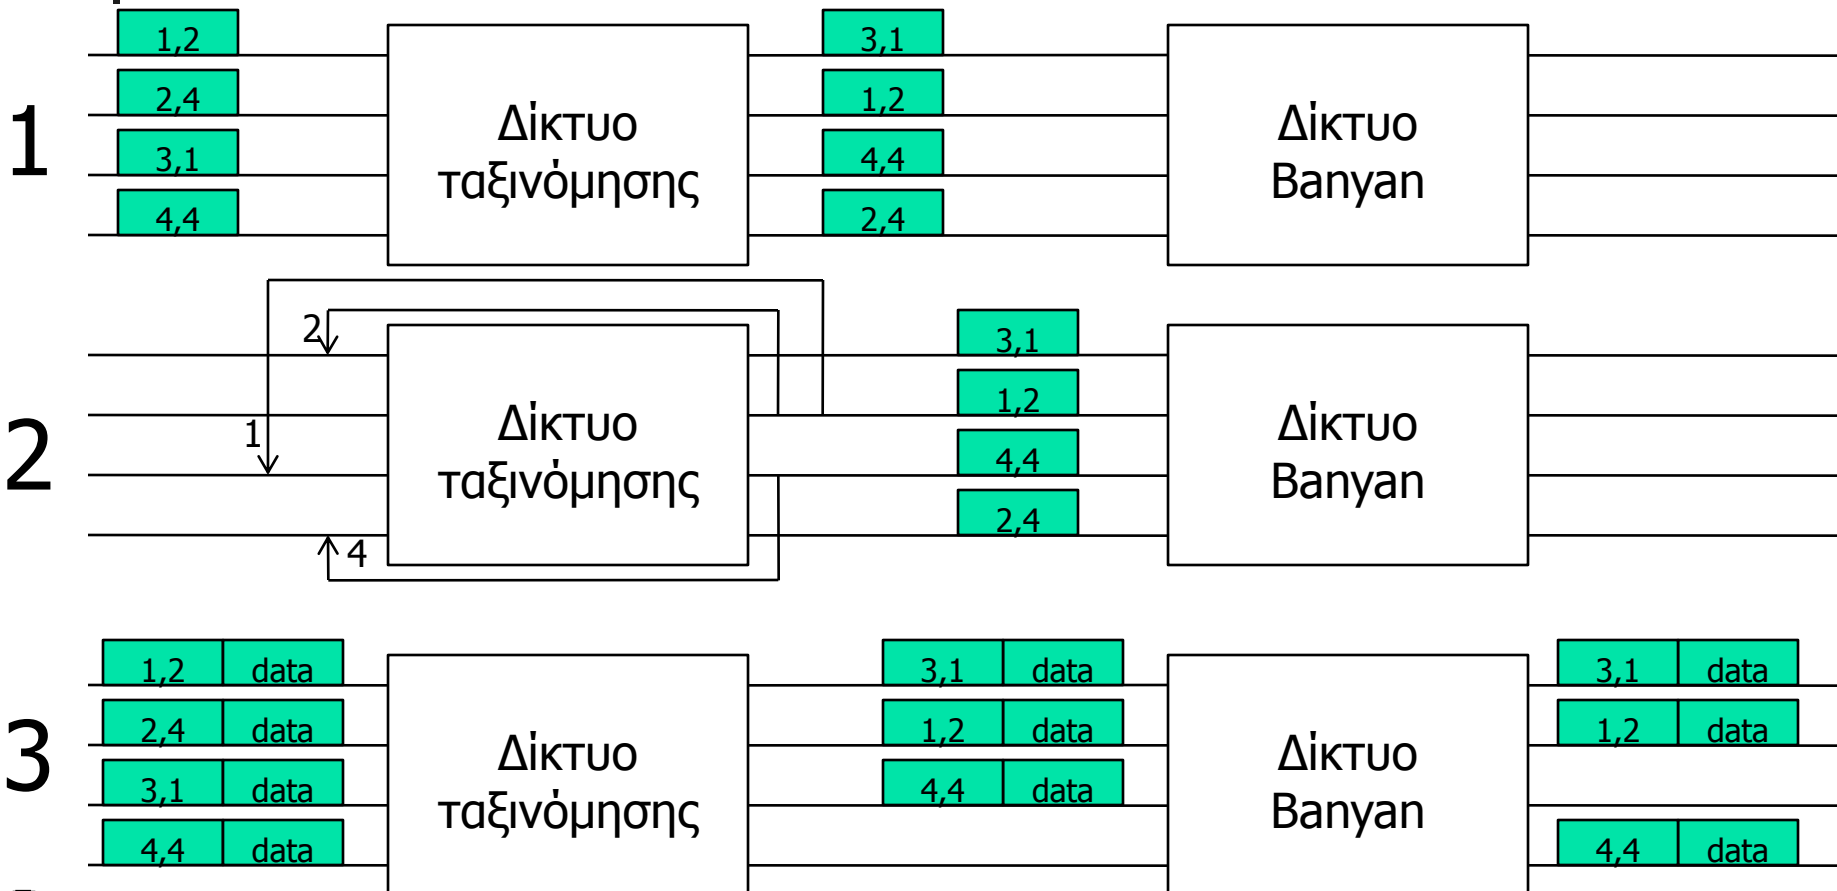 1
1,2
2,4
3,1
4,4
Δίκτυο
ταξινόμησης
3,1
1,2
4,4
2,4
Δίκτυο
Banyan
2
2
1
4
Δίκτυο
ταξινόμησης
3,1
1,2
4,4
2,4
Δίκτυο
Banyan
3
1,2 data
2,4 data
3,1 data
4,4 data
Δίκτυο
ταξινόμησης
3,1 data
1,2 data
4,4 data
Δίκτυο
Banyan
3,1 data
1,2 data
4,4 data